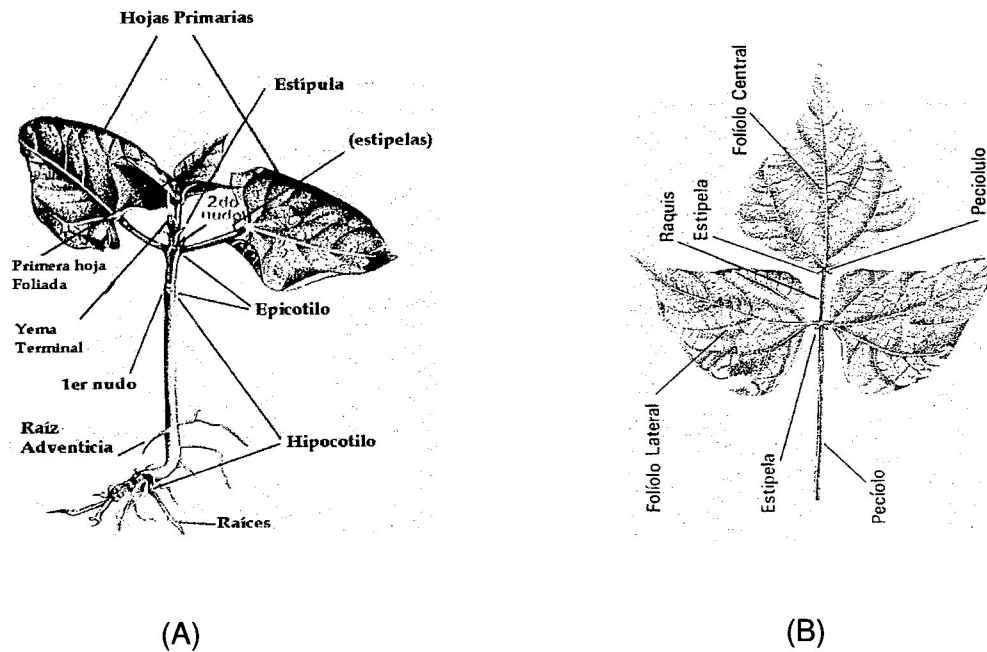 Hojas Primarias
Estípula
(estipelas)
2do
nudo
Primera hoja
Foliada
Epicotilo
Yema
Terminal
1er nudo
Raíz
Adventicia
Hipocotilo
Raíces
(A)
Folíolo Central
Raquis
Estipela
Pecíolulo
Folíolo Lateral
Estipela
Pecíolo
(B)